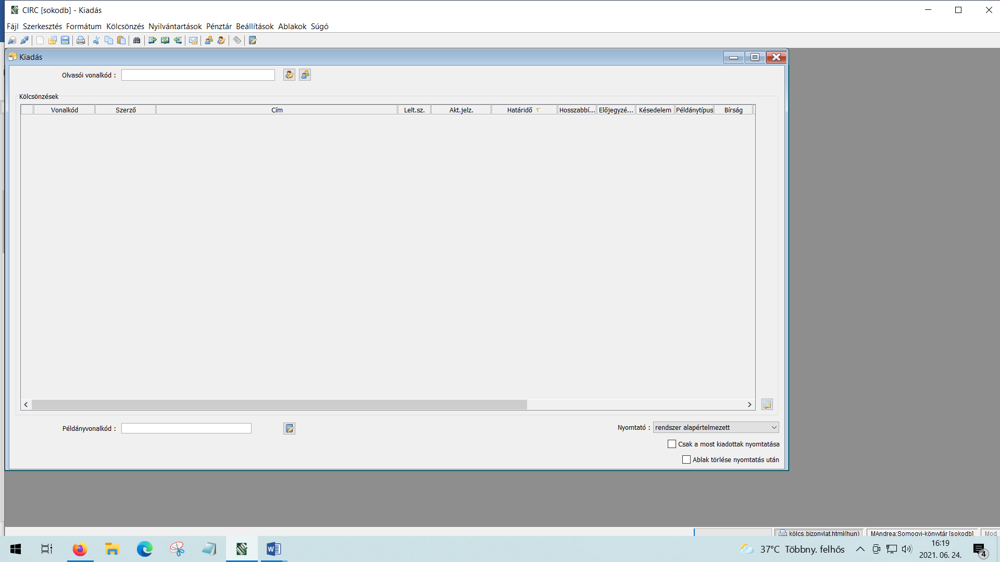 CIRC [sokodb] - Kiadás
Fájl Szerkesztés Formátum Kölcsönzés Nyilvántartások Pénztár Beállítások Ablakok Súgó
Kiadás
Olvasói vonalkód :
Kölcsönzések
Vonalkód Szerző Cím Lelt.sz. Akt.jelz. Határidő Hosszabbí... Előjegyzé... Késedelem Példánytípus Bírság
Példányvonalkód :
Nyomtató : rendszer alapértelmezett
Csak a most kiadottak nyomtatása
Ablak törlése nyomtatás után
kölcs.bizonylat.html(hun) MAndrea:Somogyi-könyvtár [sokodb] Mod
37°C Többny. felhős
16:19
2021. 06. 24.
4